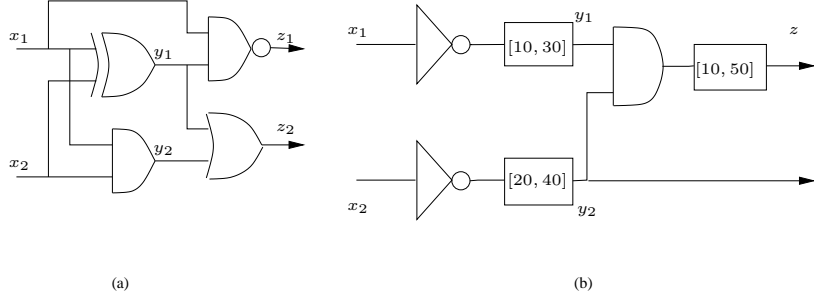 x1
x2
y1
y2
z1
z2
(a)
x1
x2
[10, 30]
y1
[20, 40]
y2
[10, 50]
z
(b)